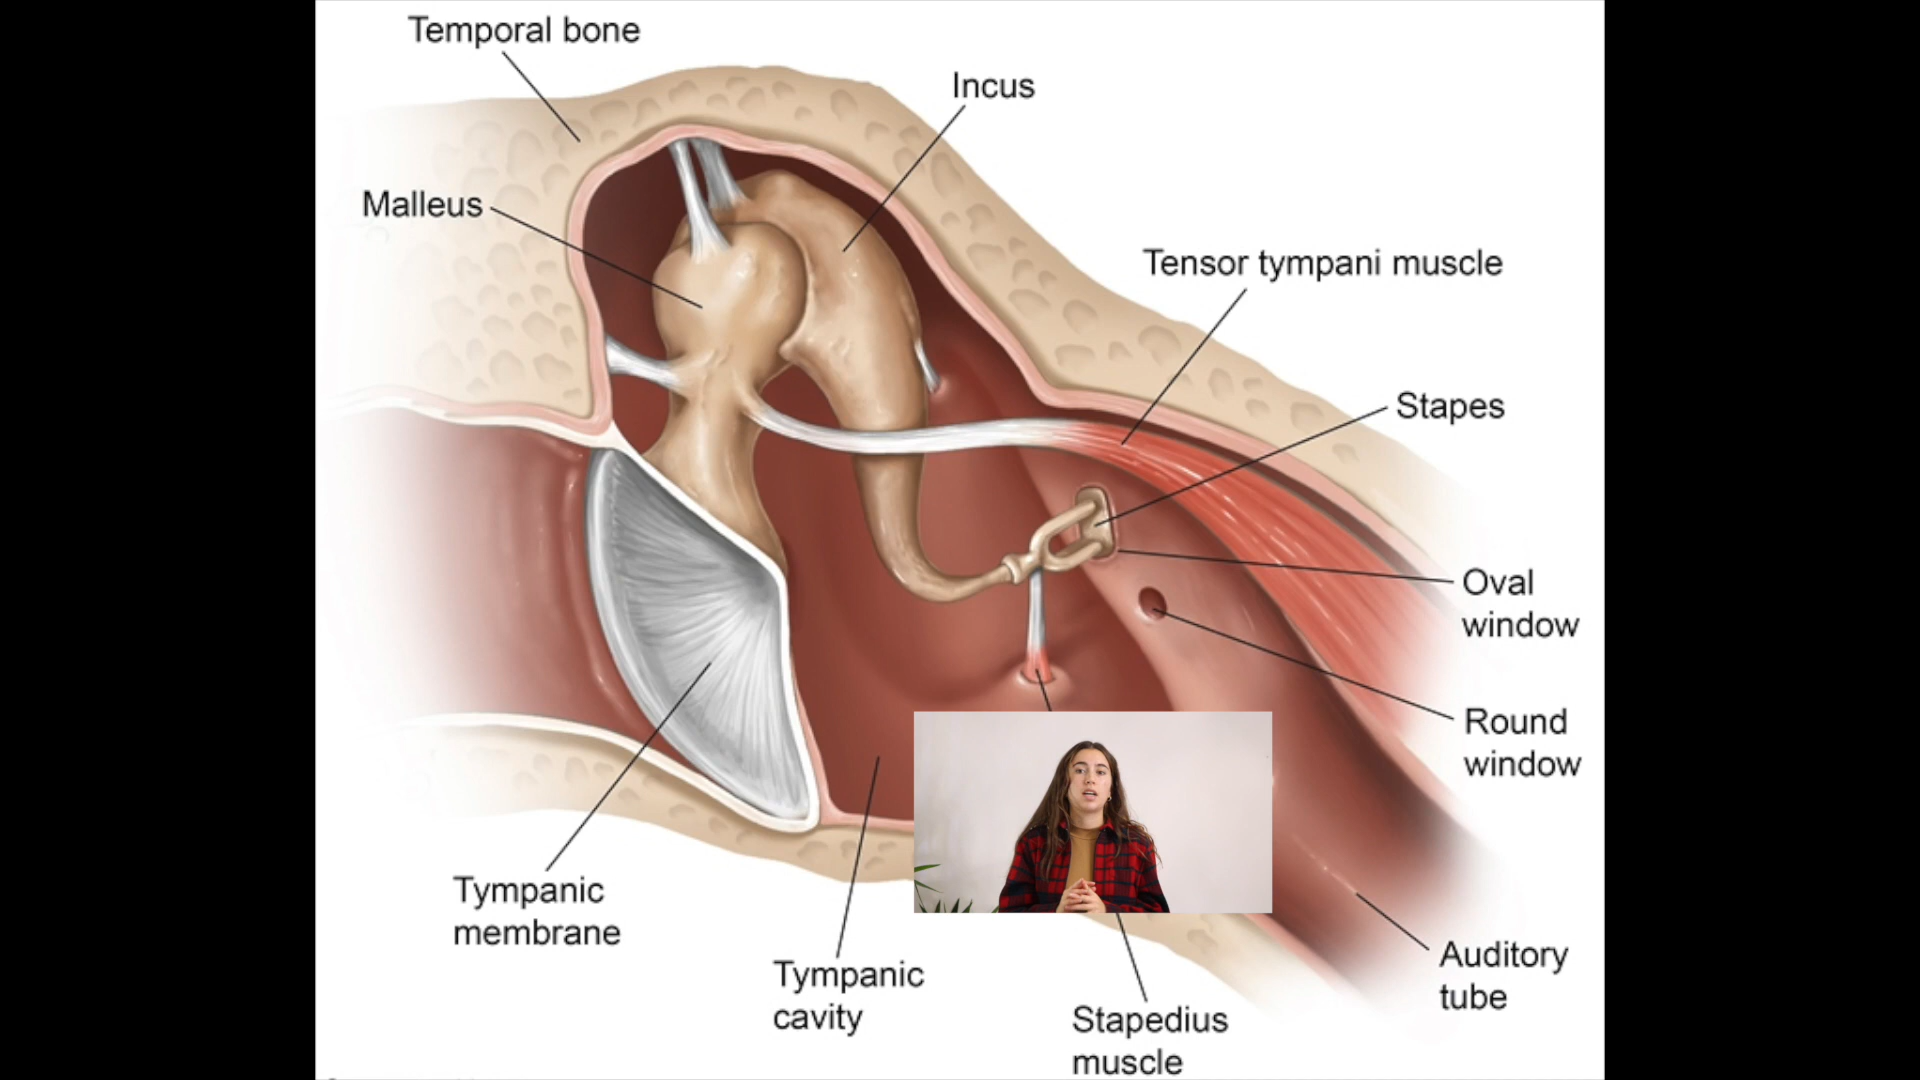 Temporal bone
Incus
Malleus
Tensor tympani muscle
Stapes
Oval
window
Round
window
Tympanic
membrane
Tympanic
cavity
Auditory
tube
Stapedius
muscle